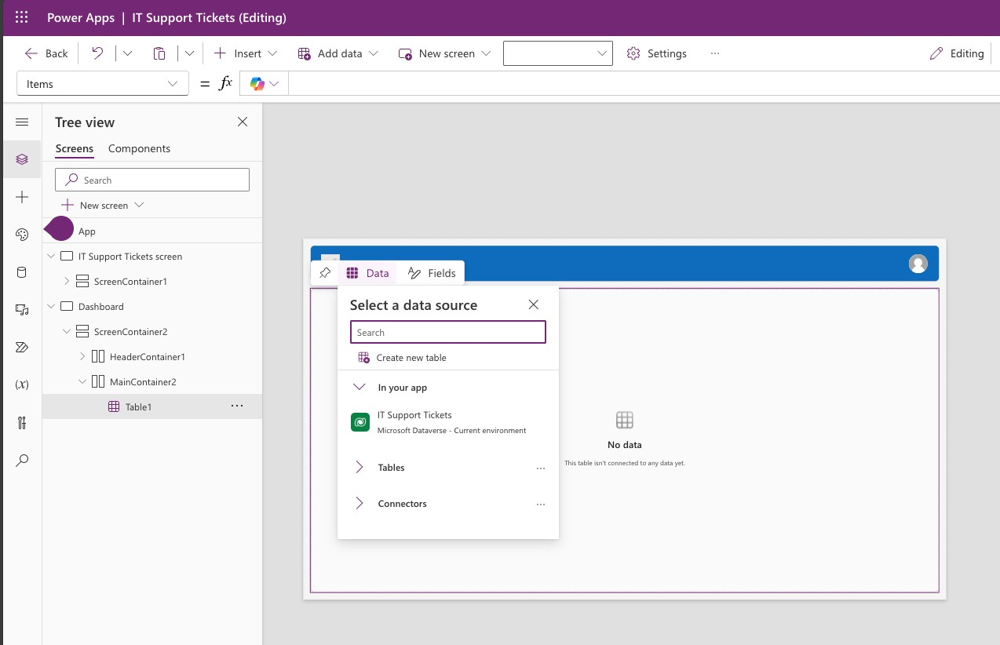 Power Apps | IT Support Tickets (Editing)
Back
Insert
Add data
New screen
Settings
...
Editing
Items
= fx
Tree view
Screens Components
Search
New screen
App
IT Support Tickets screen
ScreenContainer1
Dashboard
ScreenContainer2
HeaderContainer1
MainContainer2
Table1
...
(x)
Data
Fields
Select a data source
Search
Create new table
In your app
IT Support Tickets
Microsoft Dataverse - Current environment
Tables
...
Connectors
...
No data
This table isn't connected to any data yet.